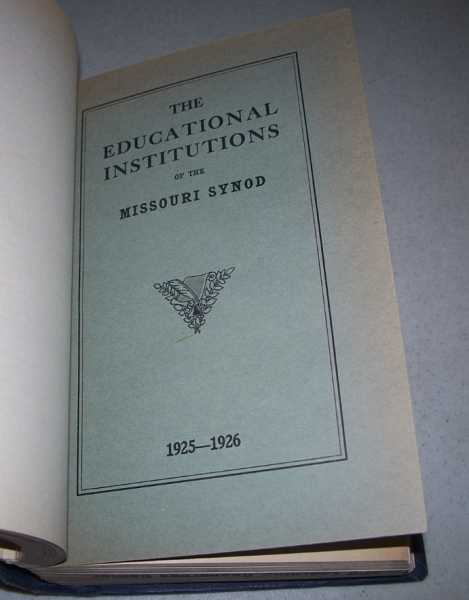 THE
EDUCATIONAL
INSTITUTIONS
OF THE
MISSOURI SYNOD
1925—1926